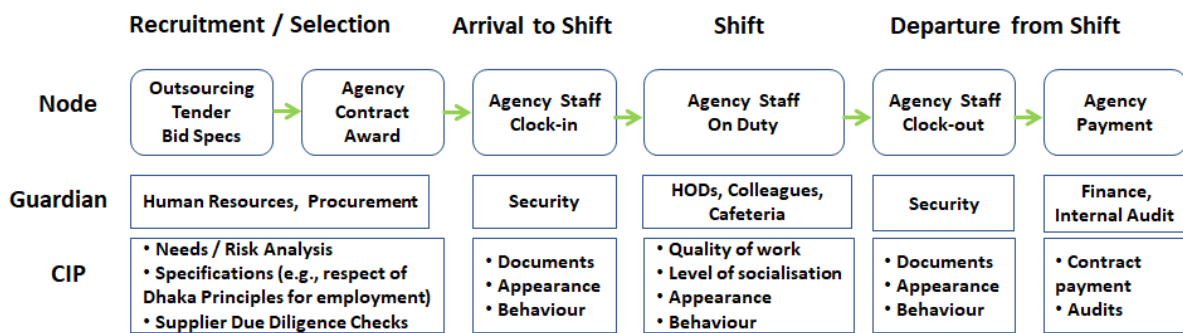 Recruitment / Selection
Arrival to Shift
Shift
Departure from Shift
Node
Outsourcing
Tender
Bid Specs
Agency
Contract
Award
Agency Staff
Clock-in
Agency Staff
On Duty
Agency Staff
Clock-out
Agency
Payment
Guardian
Human Resources, Procurement
Security
HODs, Colleagues,
Cafeteria
Security
Finance,
Internal Audit
CIP
• Needs / Risk Analysis
• Specifications (e.g., respect of
Dhaka Principles for employment)
• Supplier Due Diligence Checks
• Documents
• Appearance
• Behaviour
• Quality of work
• Level of socialisation
• Appearance
• Behaviour
• Documents
• Appearance
• Behaviour
• Contract
payment
• Audits